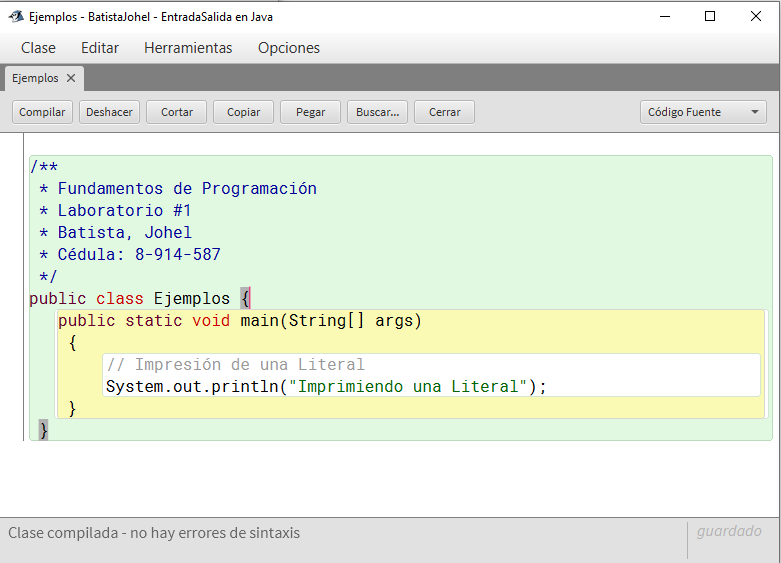 Ejemplos - BatistaJohel - EntradaSalida en Java
Clase Editar Herramientas Opciones
Ejemplos X
Compilar Deshacer Cortar Copiar Pegar Buscar... Cerrar Código Fuente
/**
 * Fundamentos de Programación
 * Laboratorio #1
 * Batista, Johel
 * Cédula: 8-914-587
 */
public class Ejemplos {
public static void main(String[] args)
{
// Impresión de una Literal
System.out.println("Imprimiendo una Literal");
}
}
Clase compilada - no hay errores de sintaxis
guardado